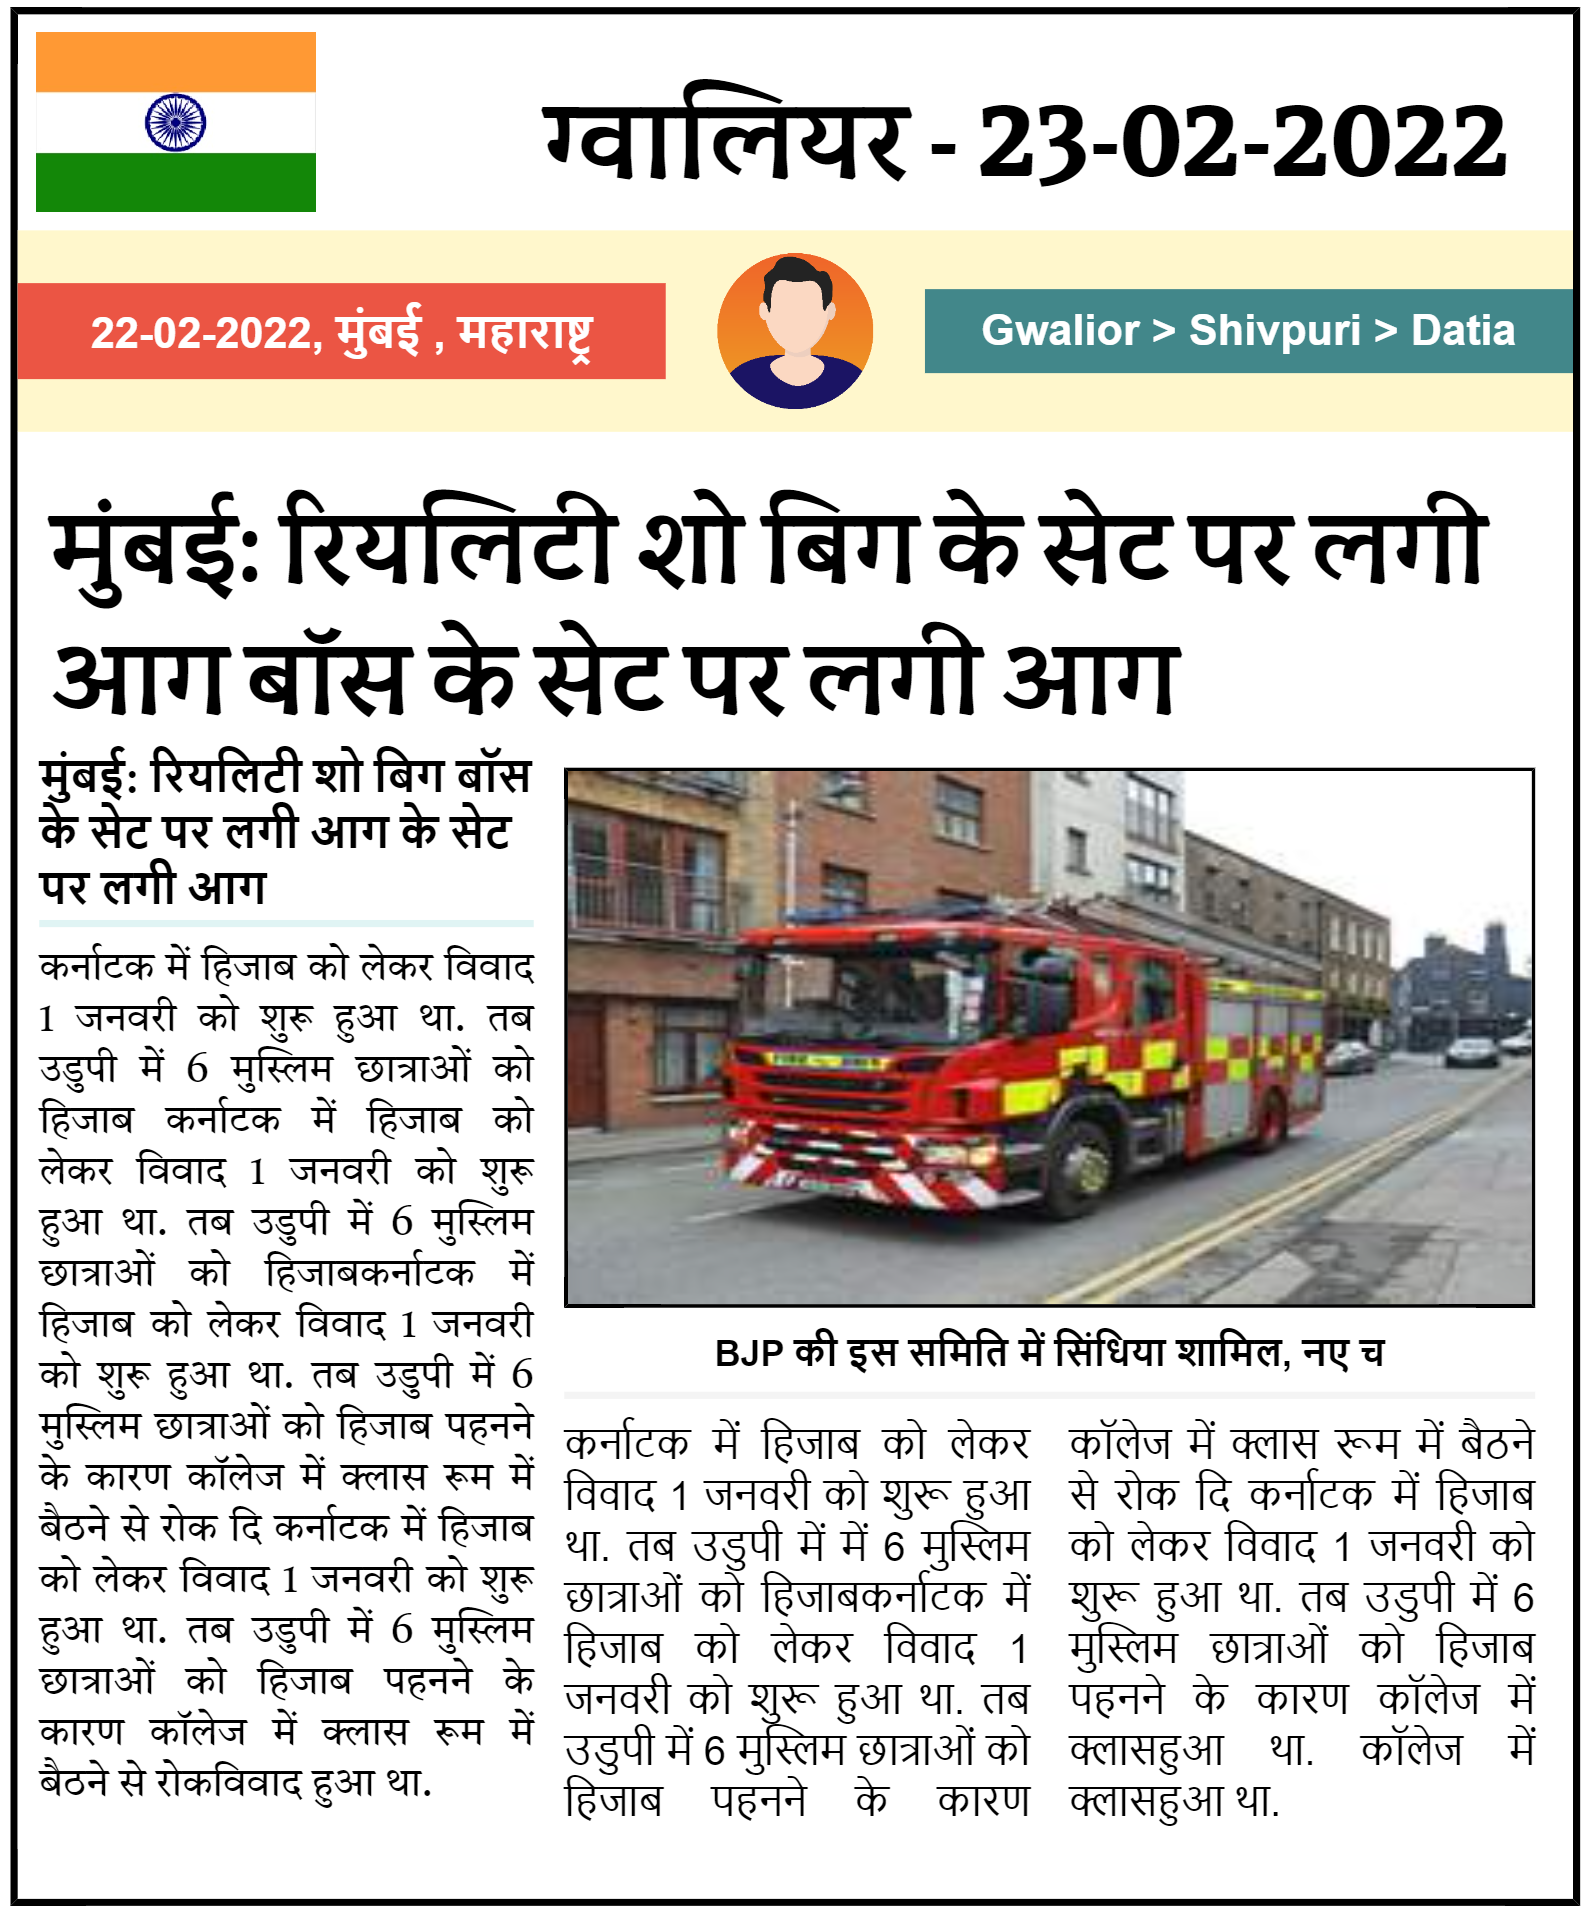 ग्वालियर - 23-02-2022
22-02-2022, मुंबई , महाराष्ट्र
Gwalior > Shivpuri > Datia
मुंबई: रियलिटी शो बिग के सेट पर लगी
आग बॉस के सेट पर लगी आग
मुंबई: रियलिटी शो बिग बॉस
के सेट पर लगी आग के सेट
पर लगी आग
कर्नाटक में हिजाब को लेकर विवाद
1 जनवरी को शुरू हुआ था. तब
उडुपी में 6 मुस्लिम छात्राओं को
हिजाब कर्नाटक में हिजाब को
लेकर विवाद 1 जनवरी को शुरू
हुआ था. तब उडुपी में 6 मुस्लिम
छात्राओं को हिजाबकर्नाटक में
हिजाब को लेकर विवाद 1 जनवरी
को शुरू हुआ था. तब उडुपी में 6
मुस्लिम छात्राओं को हिजाब पहनने
के कारण कॉलेज में क्लास रूम में
बैठने से रोक दि कर्नाटक में हिजाब
को लेकर विवाद 1 जनवरी को शुरू
हुआ था. तब उडुपी में 6 मुस्लिम
छात्राओं को हिजाब पहनने के
कारण कॉलेज में क्लास रूम में
बैठने से रोकविवाद हुआ था.
BJP की इस समिति में सिंधिया शामिल, नए च
कर्नाटक में हिजाब को लेकर
विवाद 1 जनवरी को शुरू हुआ
था. तब उडुपी में में 6 मुस्लिम
छात्राओं को हिजाबकर्नाटक में
हिजाब को लेकर विवाद 1
जनवरी को शुरू हुआ था. तब
उडुपी में 6 मुस्लिम छात्राओं को
हिजाब पहनने के कारण
कॉलेज में क्लास रूम में बैठने
से रोक दि कर्नाटक में हिजाब
को लेकर विवाद 1 जनवरी को
शुरू हुआ था. तब उडुपी में 6
मुस्लिम छात्राओं को हिजाब
पहनने के कारण कॉलेज में
क्लासहुआ था. कॉलेज में
क्लासहुआ था.